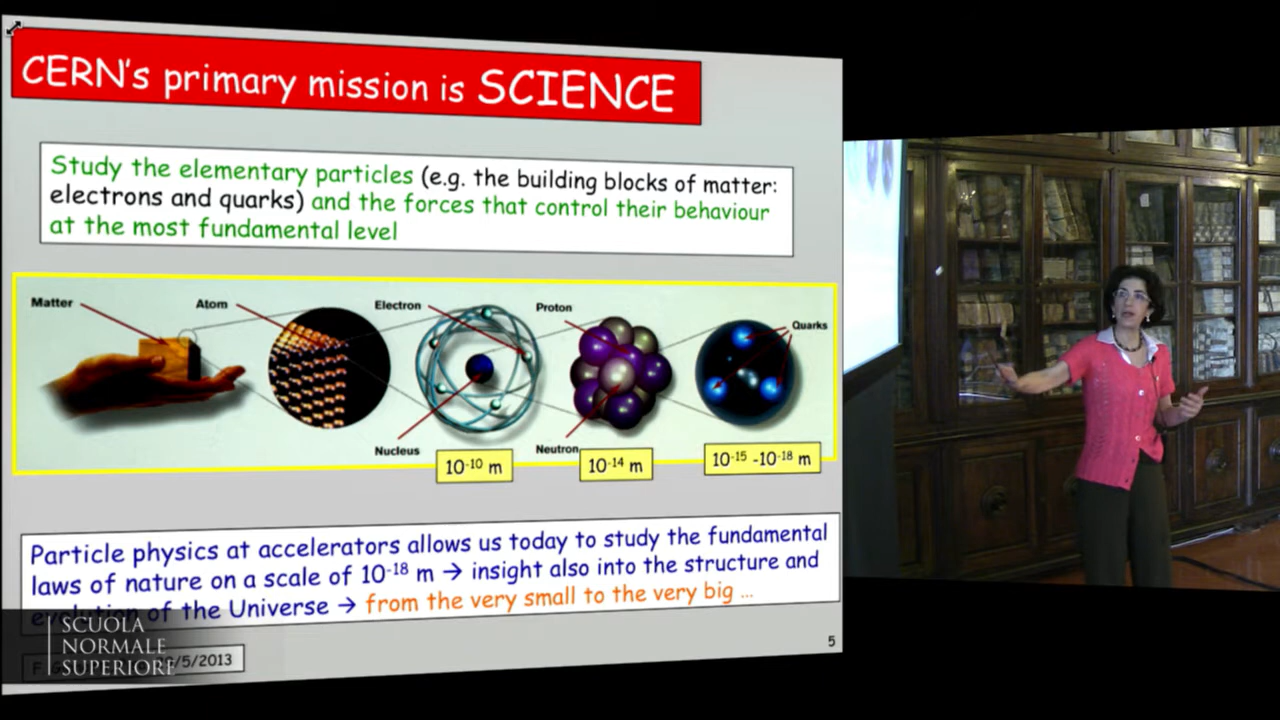 CERN's primary mission is SCIENCE
Study the elementary particles (e.g. the building blocks of matter:
electrons and quarks) and the forces that control their behaviour
at the most fundamental level
Matter
Atom
Electron
Proton
Quarks
Nucleus
Neutron
10⁻¹⁰ m
10⁻¹⁴ m
10⁻¹⁵ -10⁻¹⁸ m
Particle physics at accelerators allows us today to study the fundamental
laws of nature on a scale of 10⁻¹⁸ m → insight also into the structure and
evolution of the Universe → from the very small to the very big ...
SCUOLA
NORMALE
SUPERIORE
/5/2013
5